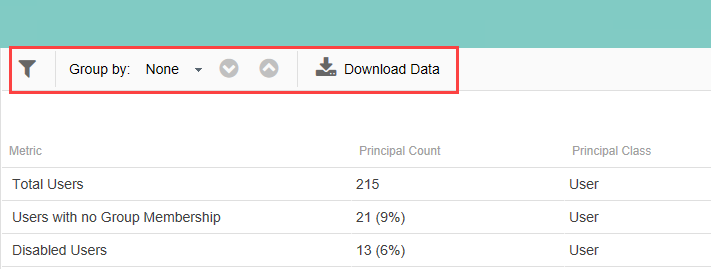 Group by: None Download Data
Metric Principal Count Principal Class
Total Users 215 User
Users with no Group Membership 21 (9%) User
Disabled Users 13 (6%) User